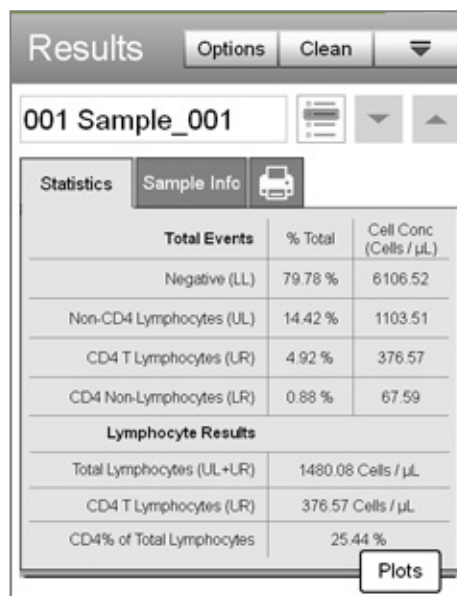 Results Options Clean
001 Sample_001
Statistics Sample Info
Total Events % Total Cell Conc
(Cells / µL)
Negative (LL) 79.78 % 6106.52
Non-CD4 Lymphocytes (UL) 14.42 % 1103.51
CD4 T Lymphocytes (UR) 4.92 % 376.57
CD4 Non-Lymphocytes (LR) 0.88 % 67.59
Lymphocyte Results
Total Lymphocytes (UL+UR) 1480.08 Cells / µL
CD4 T Lymphocytes (UR) 376.57 Cells / µL
CD4% of Total Lymphocytes 25.44 %
Plots